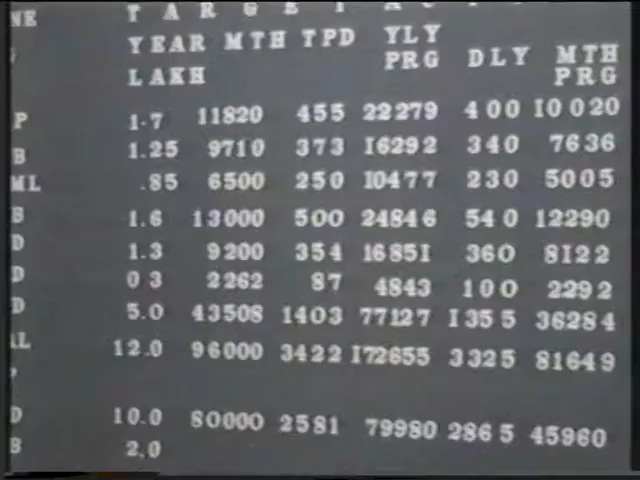 NE T A R G E T
YEAR MTH TPD YLY
PRG DLY MTH
LAKH PRG
P 1.7 11820 455 22279 400 10020
B 1.25 9710 373 16292 340 7636
ML .85 6500 250 10477 230 5005
B 1.6 13000 500 24846 540 12290
D 1.3 9200 354 16851 360 8122
D 0 3 2262 87 4843 100 2292
D 5.0 43508 1403 77127 1355 36284
AL 12.0 96000 3422 172655 3325 81649
D 10.0 80000 2581 79980 2865 45960
B 2,0